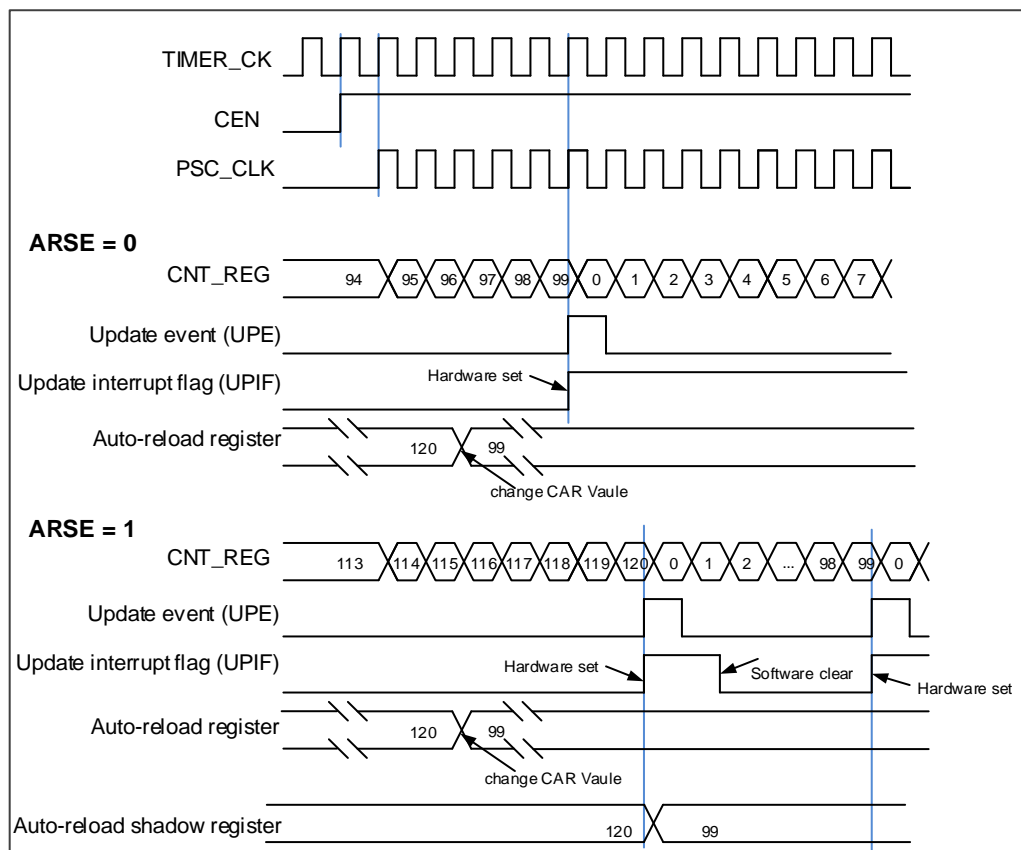 TIMER_CK
CEN
PSC_CLK
ARSE = 0
CNT_REG 94 95 96 97 98 99 0 1 2 3 4 5 6 7
Update event (UPE)
Update interrupt flag (UPIF) Hardware set
Auto-reload register 120 99
change CAR Vaule
ARSE = 1
CNT_REG 113 114 115 116 117 118 119 120 0 1 2 ... 98 99 0
Update event (UPE)
Update interrupt flag (UPIF) Hardware set Software clear Hardware set
Auto-reload register 120 99
change CAR Vaule
Auto-reload shadow register 120 99